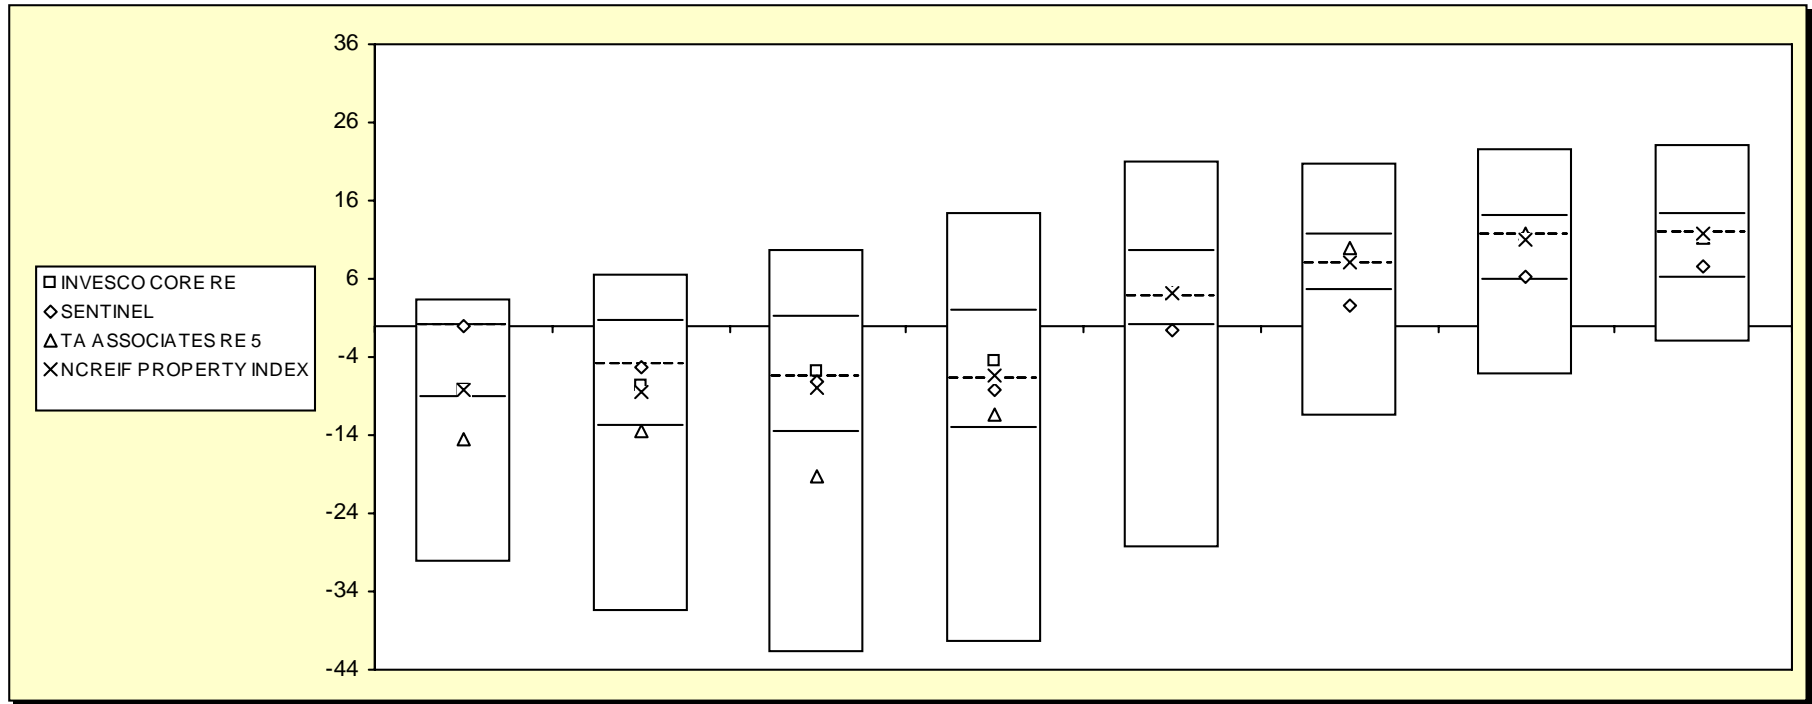 36
26
16
6
-4
-14
-24
-34
-44
INVESCO CORE RE
SENTINEL
TA ASSOCIATES RE 5
NCREIF PROPERTY INDEX